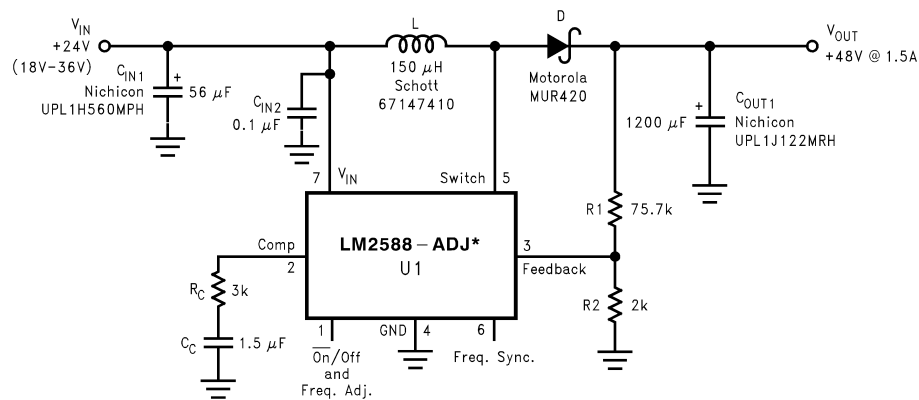 V_IN
+24V
(18V-36V)
C_IN1
Nichicon
UPL1H560MPH
+
56 μF
C_IN2
0.1 μF
L
150 μH
Schott
67147410
D
Motorola
MUR420
V_OUT
+48V @ 1.5A
+
1200 μF
C_OUT1
Nichicon
UPL1J122MRH
7
V_IN
Switch
5
R1
75.7k
LM2588-ADJ*
U1
Comp
2
3
Feedback
R_C
3k
C_C
1.5 μF
R2
2k
1
GND
4
6
On/Off
and
Freq. Adj.
Freq. Sync.